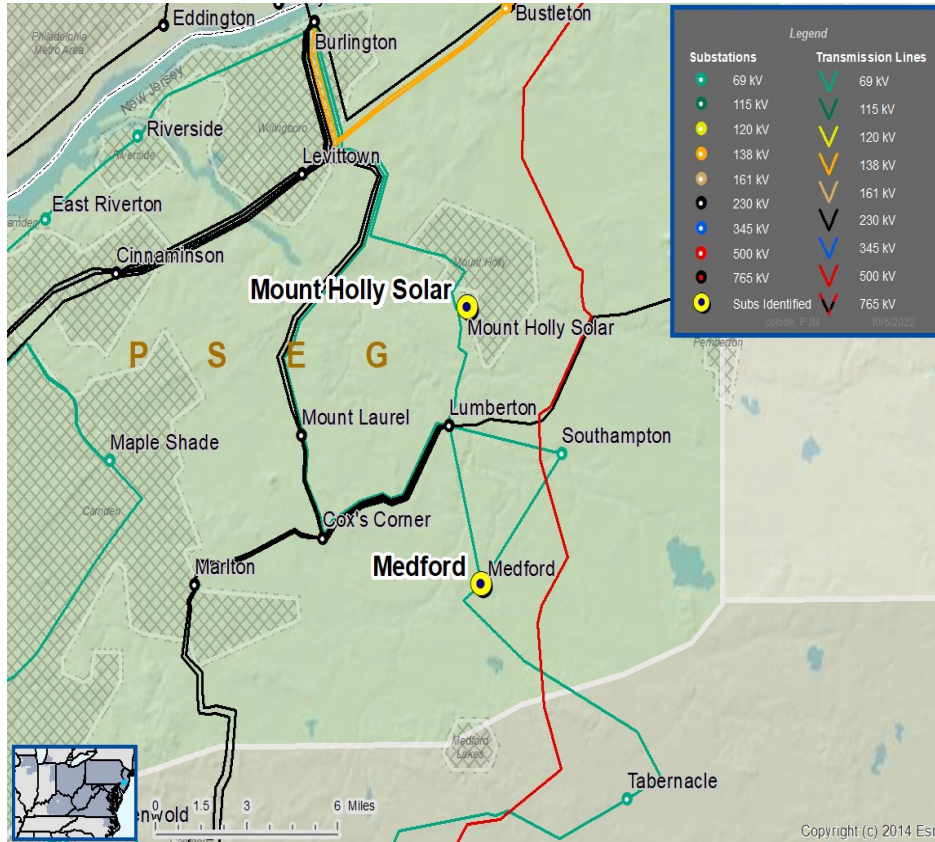 Philadelphia
Metro Area
Eddington
Burlington
Bustleton
New Jersey
Riverside
Riverside
Willingboro
Levittown
East Riverton
Cinnaminson
Mount Holly
Mount Holly Solar
Mount Holly Solar
P S E G
Pemberton
Lumberton
Mount Laurel
Southampton
Maple Shade
Camden
Cox's Corner
Medford
Medford
Marlton
Medford
Lakes
Tabernacle
enwold
0 1.5 3 6 Miles
Copyright:(c) 2014 Esri
Legend
Substations Transmission Lines
69 kV 69 kV
115 kV 115 kV
120 kV 120 kV
138 kV 138 kV
161 kV 161 kV
230 kV 230 kV
345 kV 345 kV
500 kV 500 kV
765 kV 765 kV
Subs Identified
10/6/2022